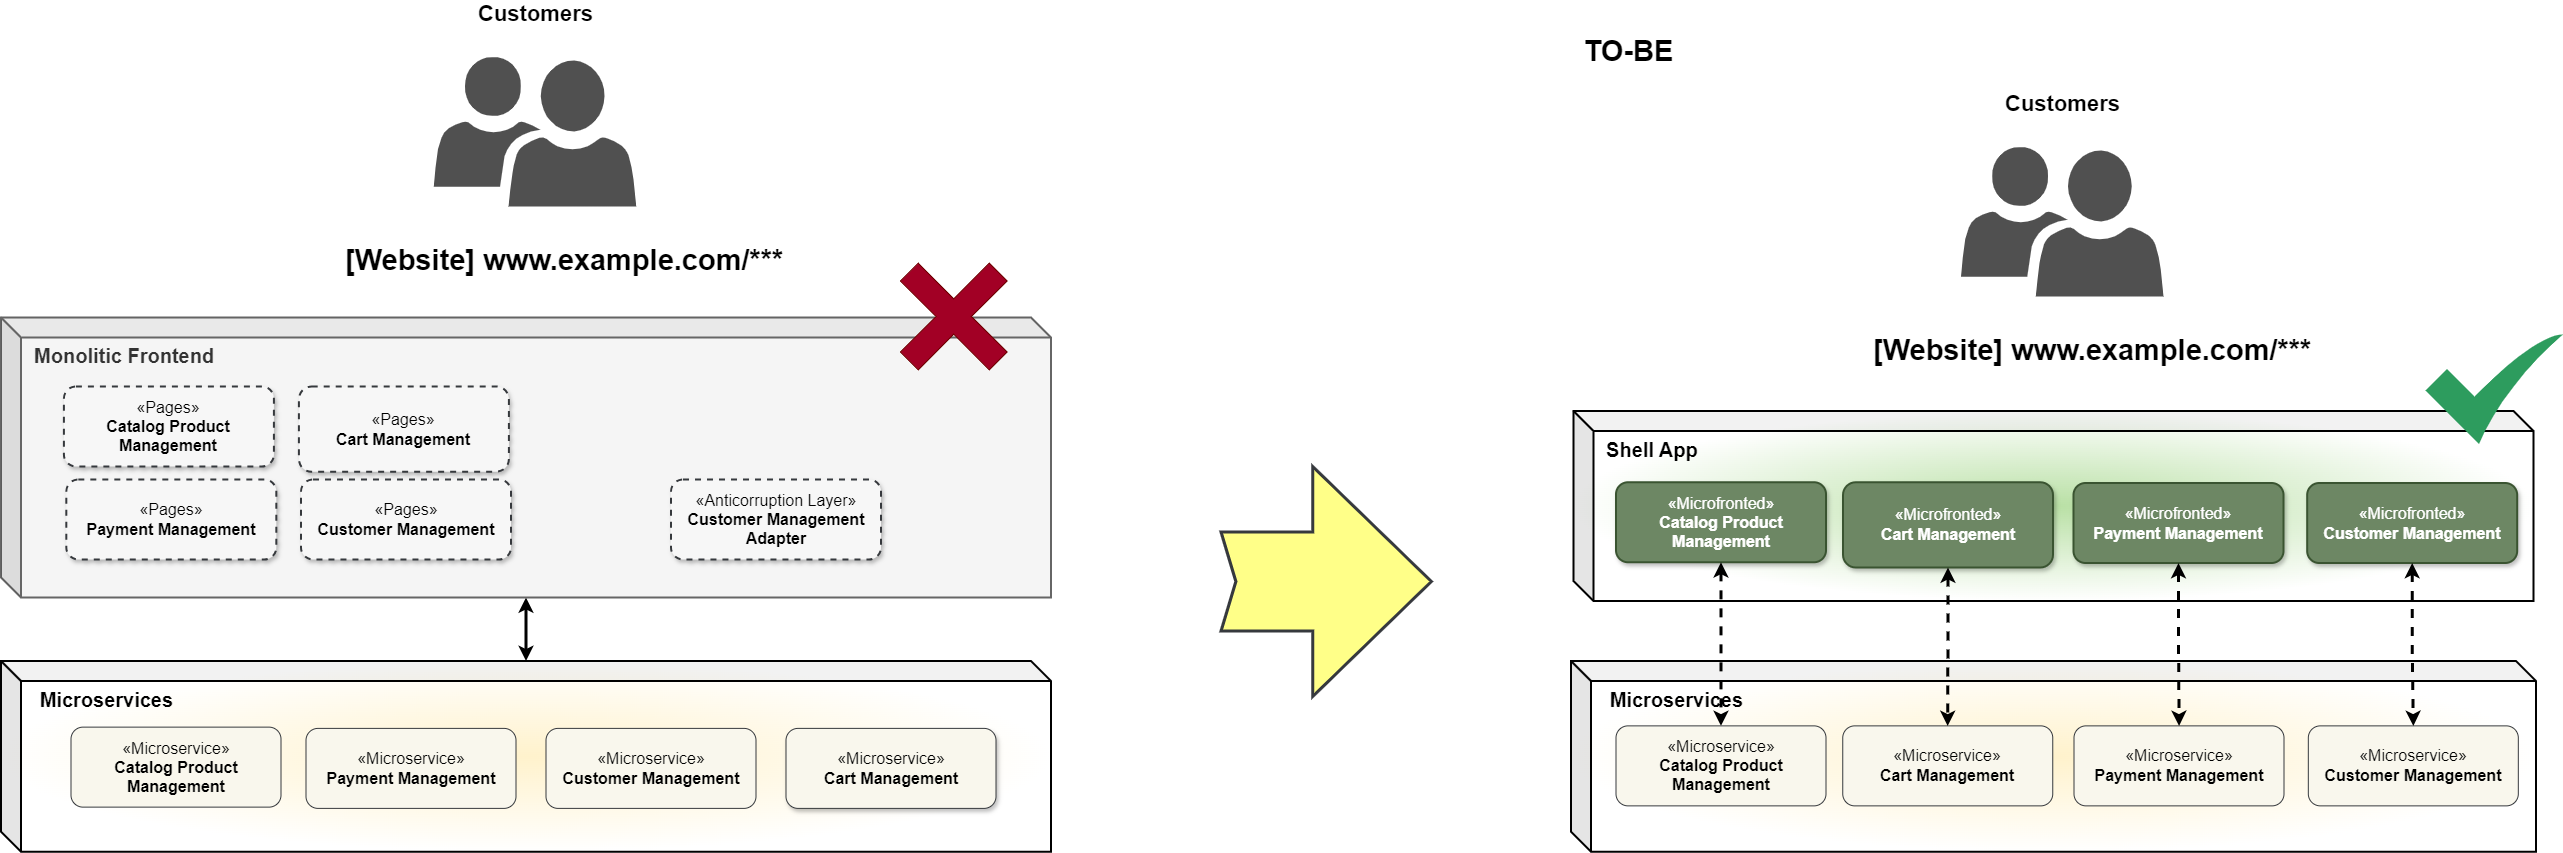 Customers
[Website] www.example.com/***
Monolitic Frontend
«Pages»
Catalog Product
Management
«Pages»
Cart Management
«Pages»
Payment Management
«Pages»
Customer Management
«Anticorruption Layer»
Customer Management
Adapter
Microservices
«Microservice»
Catalog Product
Management
«Microservice»
Payment Management
«Microservice»
Customer Management
«Microservice»
Cart Management
TO-BE
Customers
[Website] www.example.com/***
Shell App
«Microfronted»
Catalog Product
Management
«Microfronted»
Cart Management
«Microfronted»
Payment Management
«Microfronted»
Customer Management
Microservices
«Microservice»
Catalog Product
Management
«Microservice»
Cart Management
«Microservice»
Payment Management
«Microservice»
Customer Management